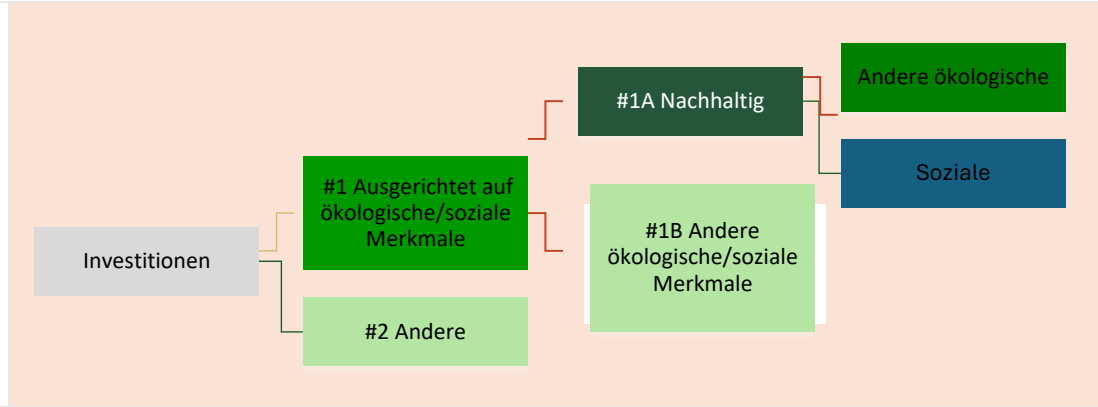 Investitionen
#1 Ausgerichtet auf
ökologische/soziale
Merkmale
#2 Andere
#1A Nachhaltig
#1B Andere
ökologische/soziale
Merkmale
Andere ökologische
Soziale